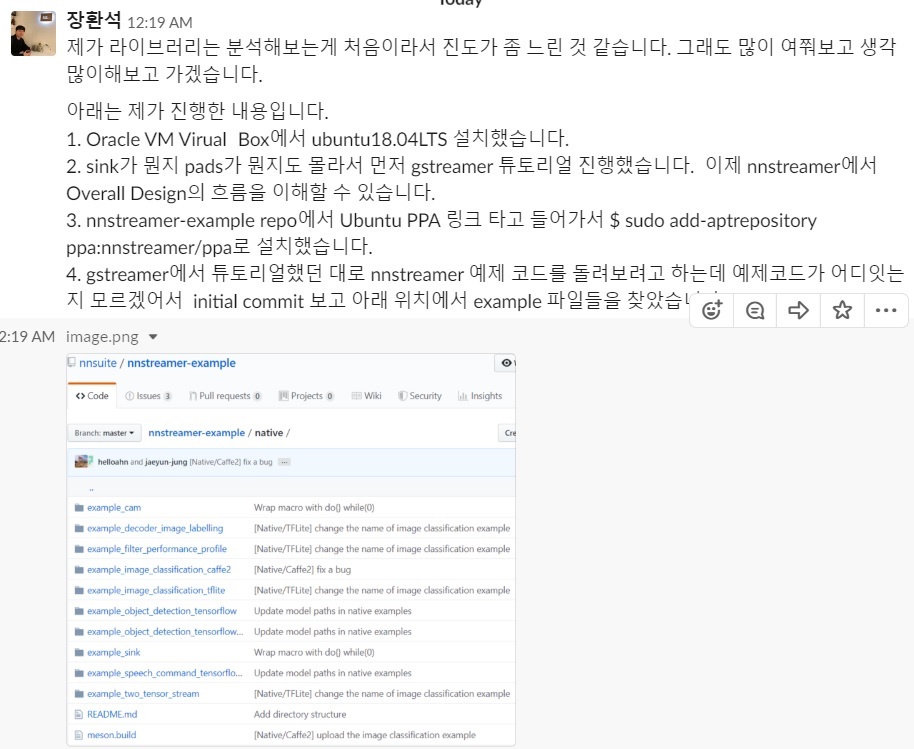 Today
장환석 12:19 AM
제가 라이브러리는 분석해보는게 처음이라서 진도가 좀 느린 것 같습니다. 그래도 많이 여쭤보고 생각
많이해보고 가겠습니다.
아래는 제가 진행한 내용입니다.
1. Oracle VM Virual Box에서 ubuntu18.04LTS 설치했습니다.
2. sink가 뭔지 pads가 뭔지도 몰라서 먼저 gstreamer 튜토리얼 진행했습니다. 이제 nnstreamer에서
Overall Design의 흐름을 이해할 수 있습니다.
3. nnstreamer-example repo에서 Ubuntu PPA 링크 타고 들어가서 $ sudo add-aptrepository
ppa:nnstreamer/ppa로 설치했습니다.
4. gstreamer에서 튜토리얼했던 대로 nnstreamer 예제 코드를 돌려보려고 하는데 예제코드가 어디잇는
지 모르겠어서 initial commit 보고 아래 위치에서 example 파일들을 찾았습니
2:19 AM image.png
nnsuite / nnstreamer-example
Code Issues 3 Pull requests 0 Projects 0 Wiki Security Insights
Branch: master nnstreamer-example / native / Cre
helloahn and jaeyun-jung [Native/Caffe2] fix a bug ...
..
example_cam Wrap macro with do{} while(0)
example_decoder_image_labelling [Native/TFLite] change the name of image classification example
example_filter_performance_profile [Native/TFLite] change the name of image classification example
example_image_classification_caffe2 [Native/Caffe2] fix a bug
example_image_classification_tflite [Native/TFLite] change the name of image classification example
example_object_detection_tensorflow Update model paths in native examples
example_object_detection_tensorflow... Update model paths in native examples
example_sink Wrap macro with do{} while(0)
example_speech_command_tensorflo... Update model paths in native examples
example_two_tensor_stream [Native/TFLite] change the name of image classification example
README.md Add directory structure
meson.build [Native/Caffe2] upload the image classification example